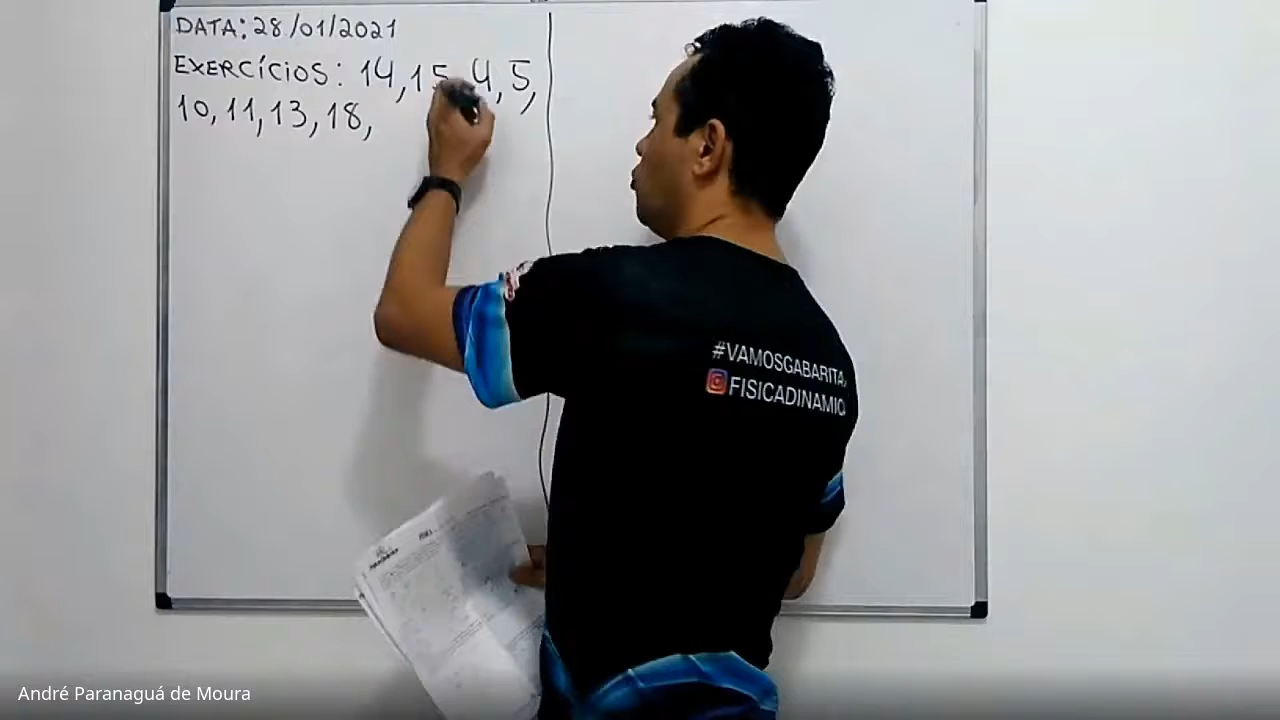 DATA: 28/01/2021
EXERCÍCIOS: 14, 15, 4, 5,
10, 11, 13, 18,
#VAMOSGABARITA
FISICADINAMIC
André Paranaguá de Moura